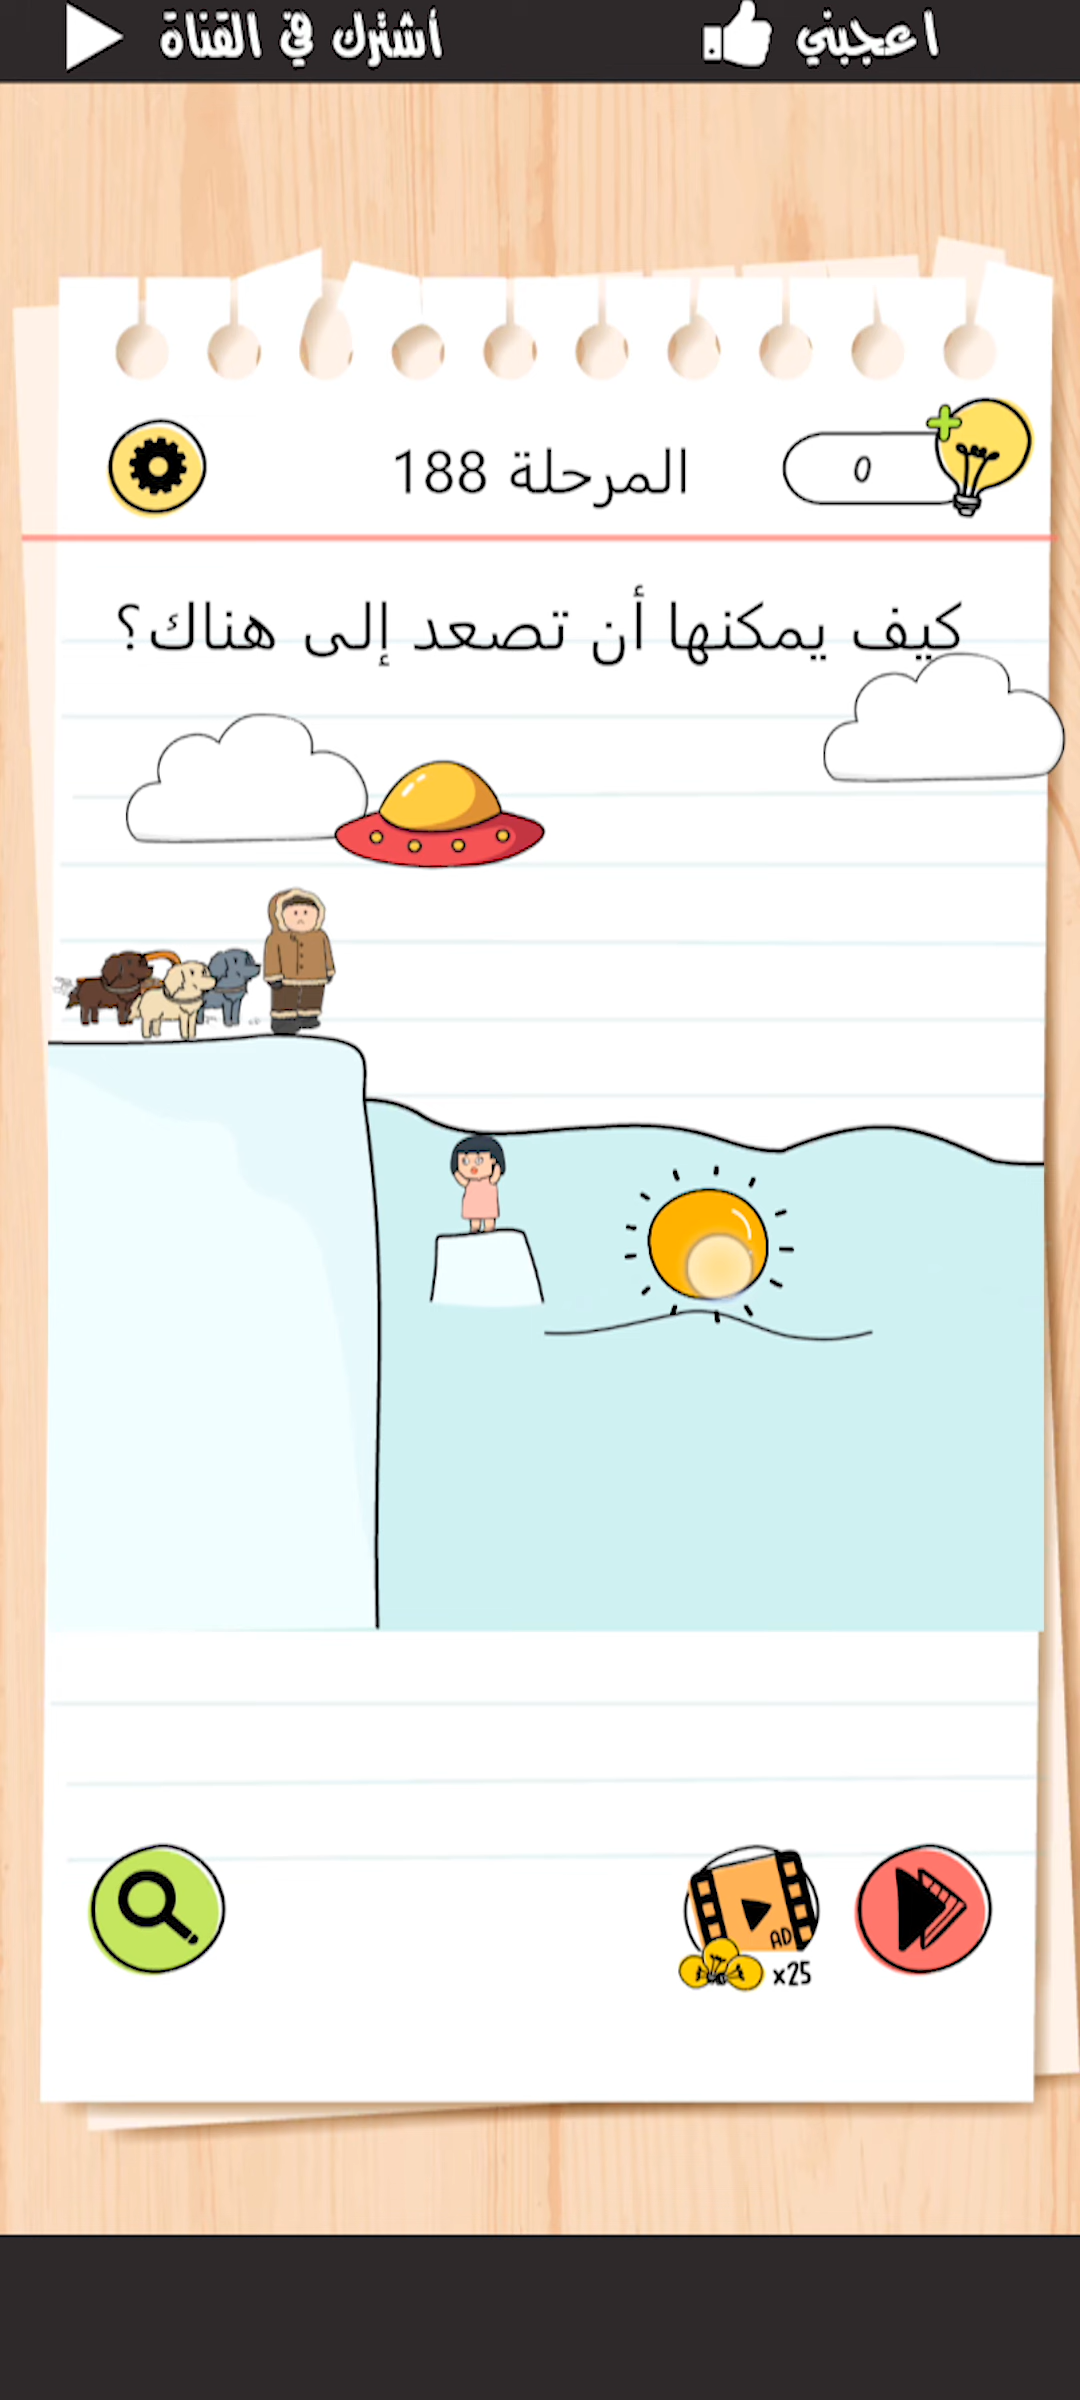 أشترك في القناة
اعجبني
المرحلة 188
0
كيف يمكنها أن تصعد إلى هناك؟
AD
x25